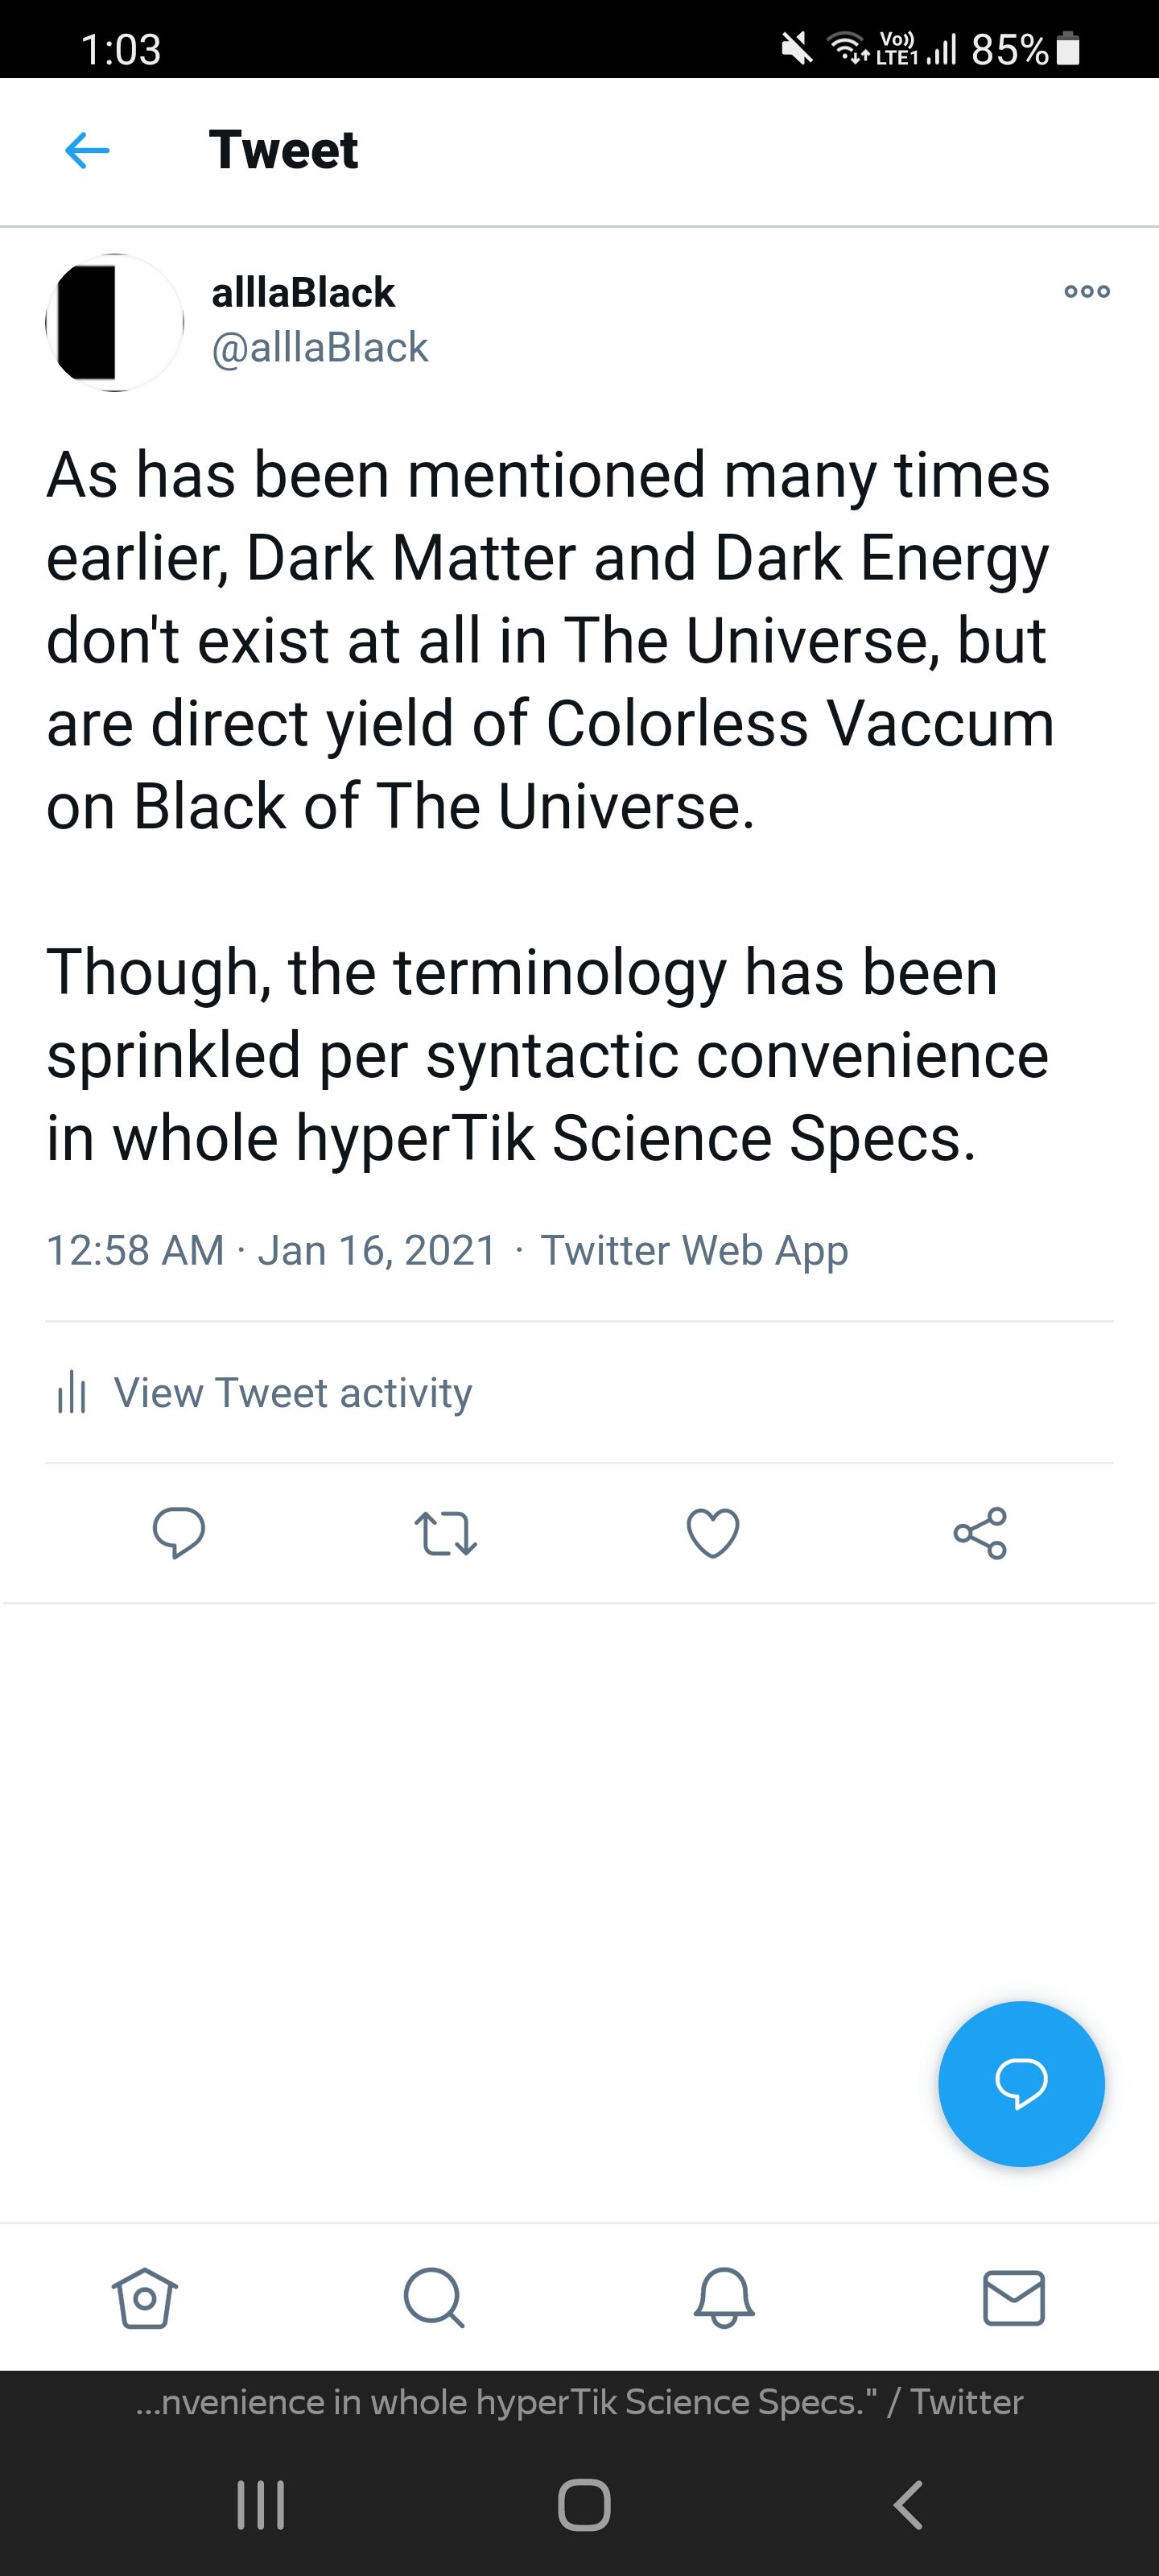 1:03
Vo))
LTE1
85%
Tweet
alllaBlack
@alllaBlack
As has been mentioned many times
earlier, Dark Matter and Dark Energy
don't exist at all in The Universe, but
are direct yield of Colorless Vaccum
on Black of The Universe.
Though, the terminology has been
sprinkled per syntactic convenience
in whole hyperTik Science Specs.
12:58 AM · Jan 16, 2021 · Twitter Web App
View Tweet activity
...nvenience in whole hyperTik Science Specs." / Twitter